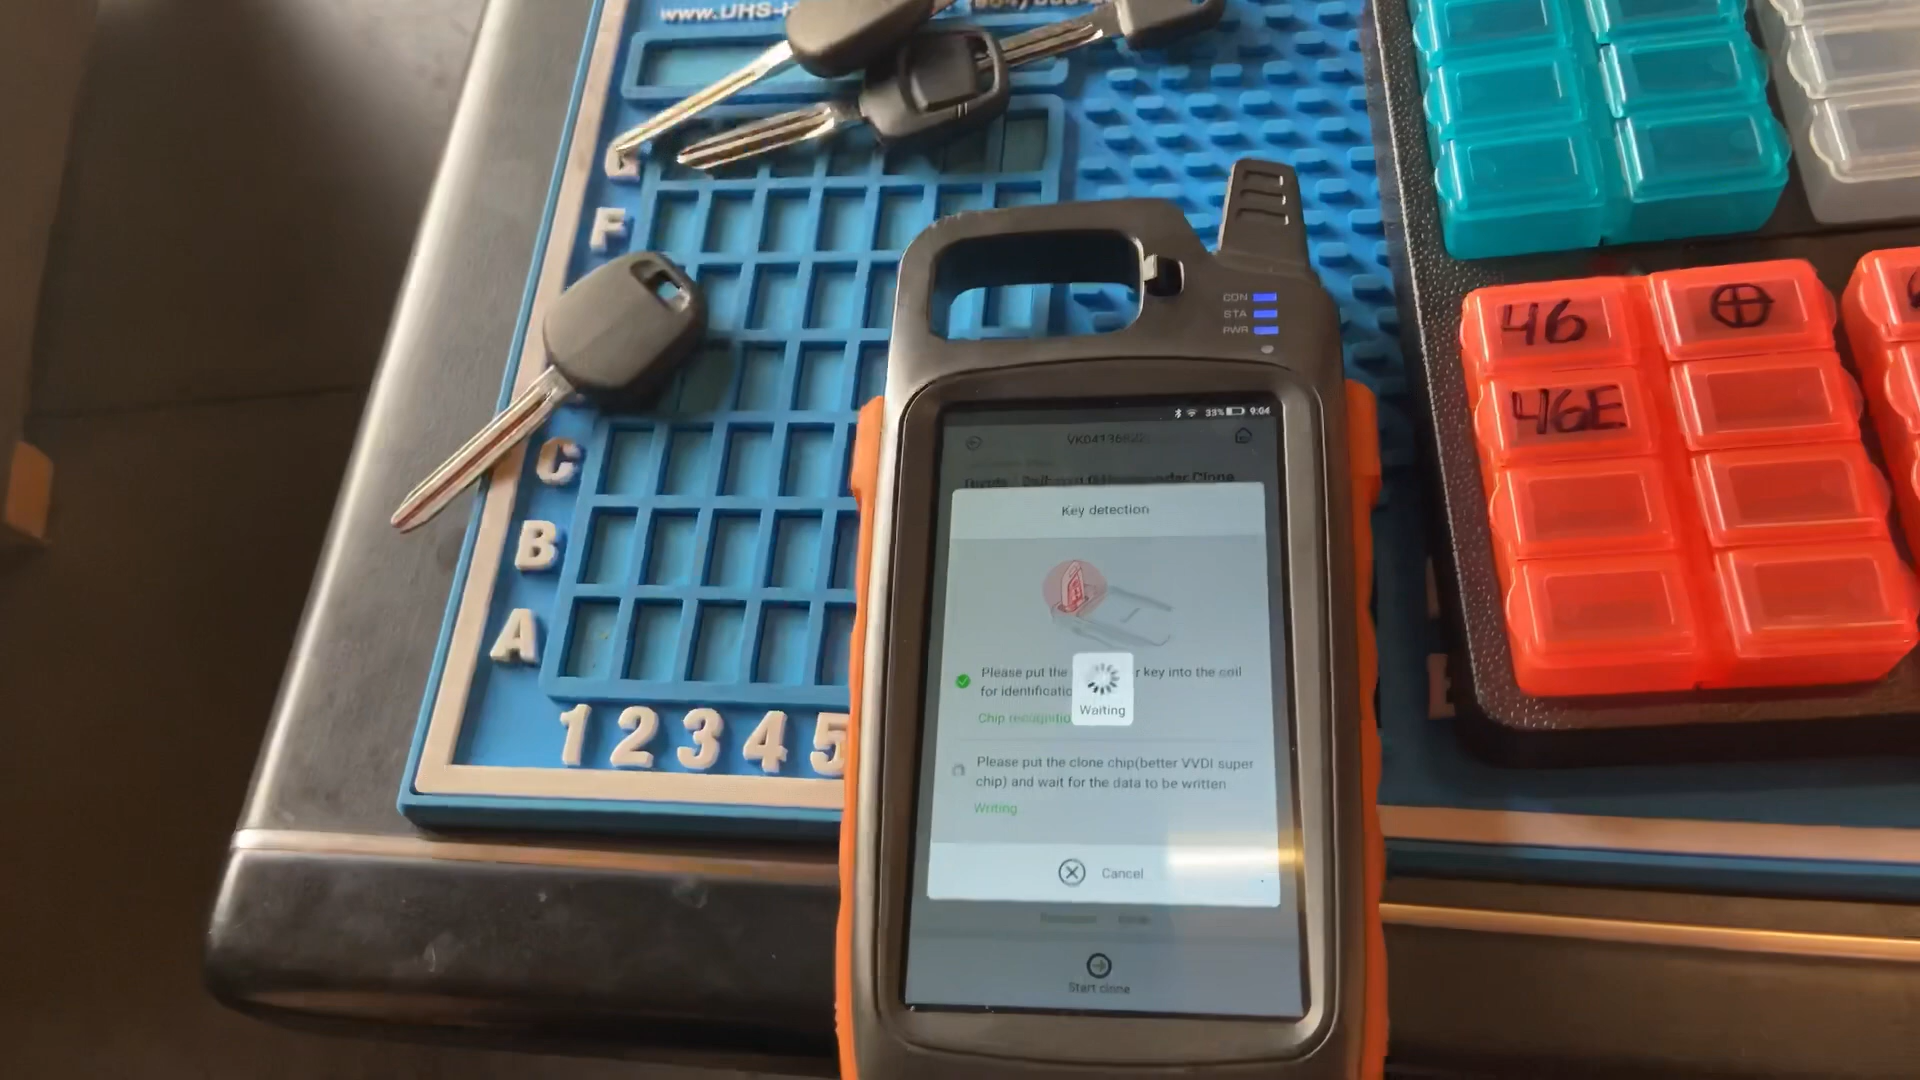 www.UHS-H
G
F
C
B
A
1 2 3 4 5
46
46E
CON
STA
PWR
33% 9:04
Key detection
Please put the r key into the coil
for identificatio
Chip recognitio
Waiting
Please put the clone chip(better VVDI super
chip) and wait for the data to be written
Writing.
Cancel
Start clone